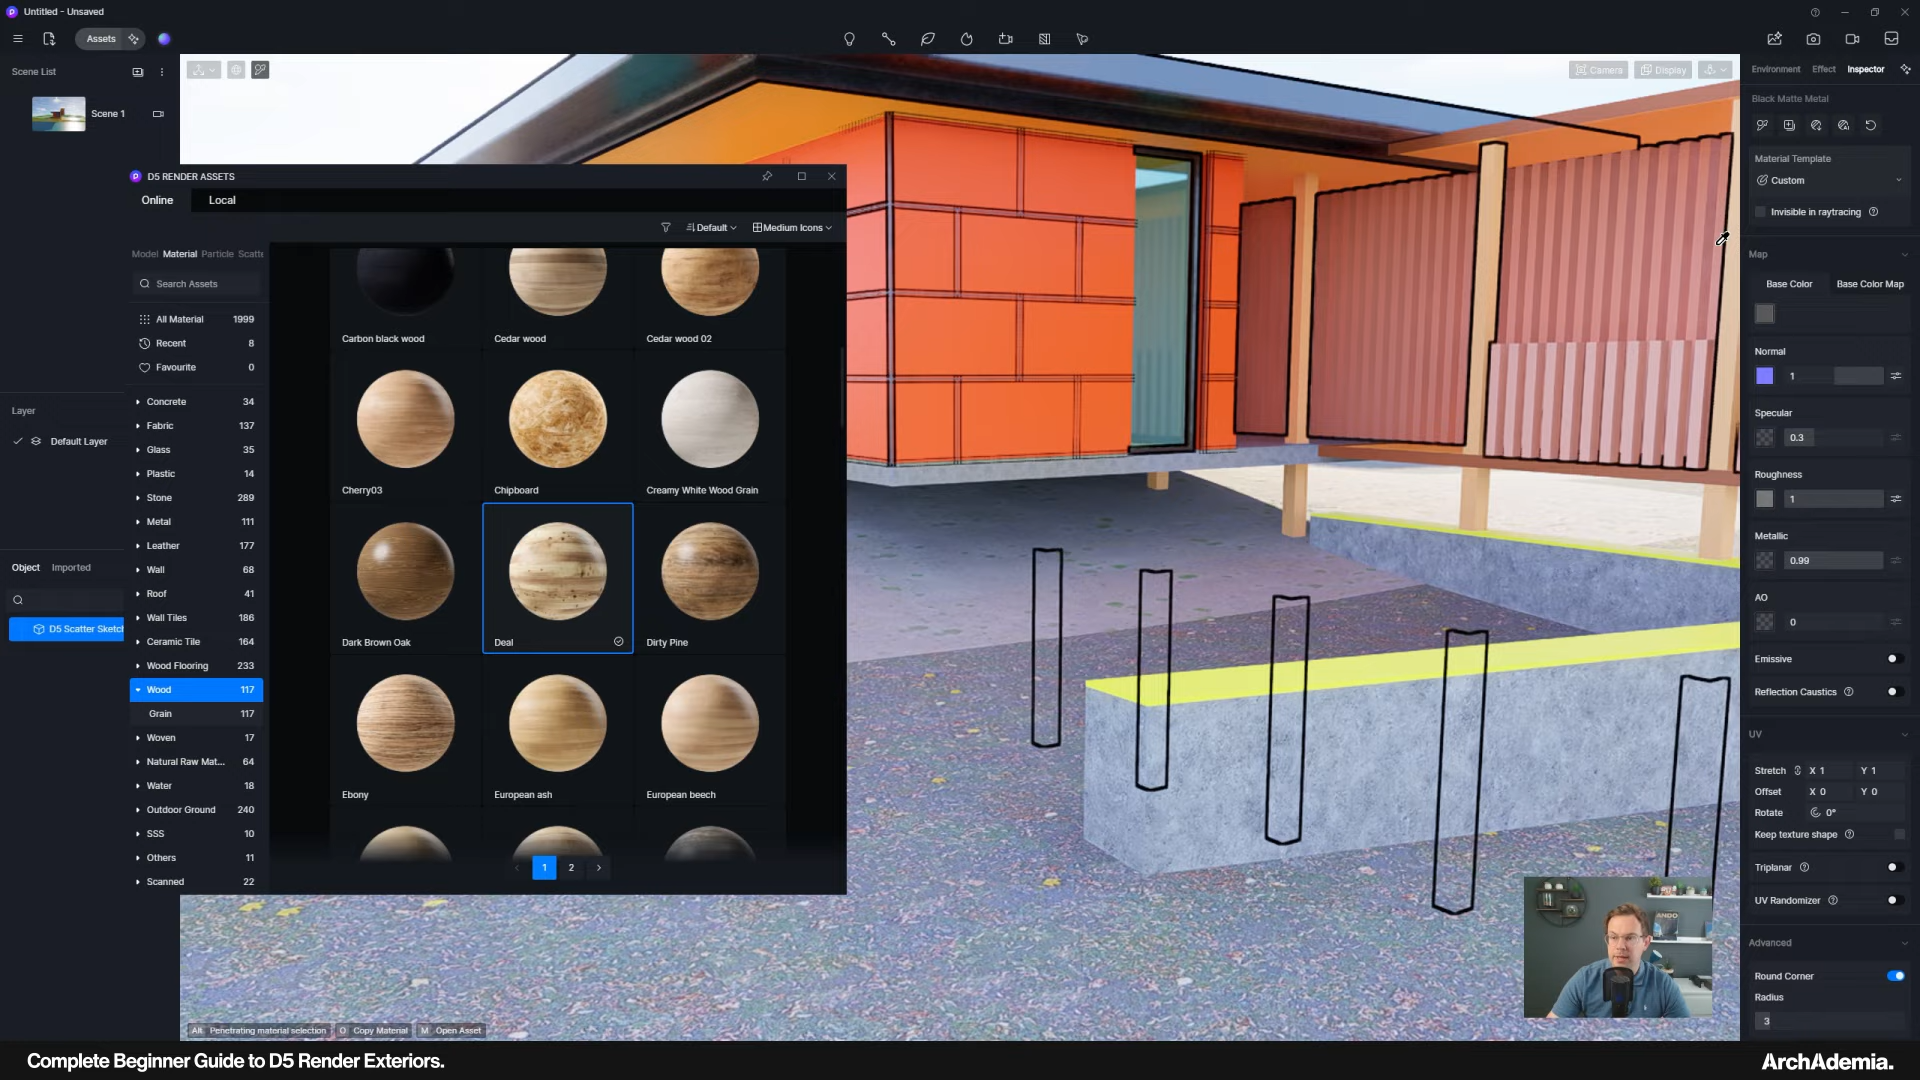 Untitled - Unsaved
Assets
Scene List
Scene 1
Layer
Default Layer
Object
Imported
D5 Scatter Sketch
D5 RENDER ASSETS
Online
Local
Default
Medium Icons
Model
Material
Particle
Scatte
Search Assets
All Material 1999
Recent 8
Favourite 0
Concrete 34
Fabric 137
Glass 35
Plastic 14
Stone 289
Metal 111
Leather 177
Wall 68
Roof 41
Wall Tiles 186
Ceramic Tile 164
Wood Flooring 233
Wood 117
Grain 117
Woven 17
Natural Raw Mat... 64
Water 18
Outdoor Ground 240
SSS 10
Others 11
Scanned 22
Carbon black wood
Cedar wood
Cedar wood 02
Cherry03
Chipboard
Creamy White Wood Grain
Dark Brown Oak
Deal
Dirty Pine
Ebony
European ash
European beech
1 2
Camera
Display
Environment
Effect
Inspector
Black Matte Metal
Material Template
Custom
Invisible in raytracing
Map
Base Color
Base Color Map
Normal
1
Specular
0.3
Roughness
1
Metallic
0.99
AO
0
Emissive
Reflection Caustics
UV
Stretch X 1 Y 1
Offset X 0 Y 0
Rotate 0°
Keep texture shape
Triplanar
UV Randomizer
Advanced
Round Corner
Radius
3
ANDO
Alt Penetrating material selection O Copy Material M Open Asset
Complete Beginner Guide to D5 Render Exteriors.
ArchAdemia.